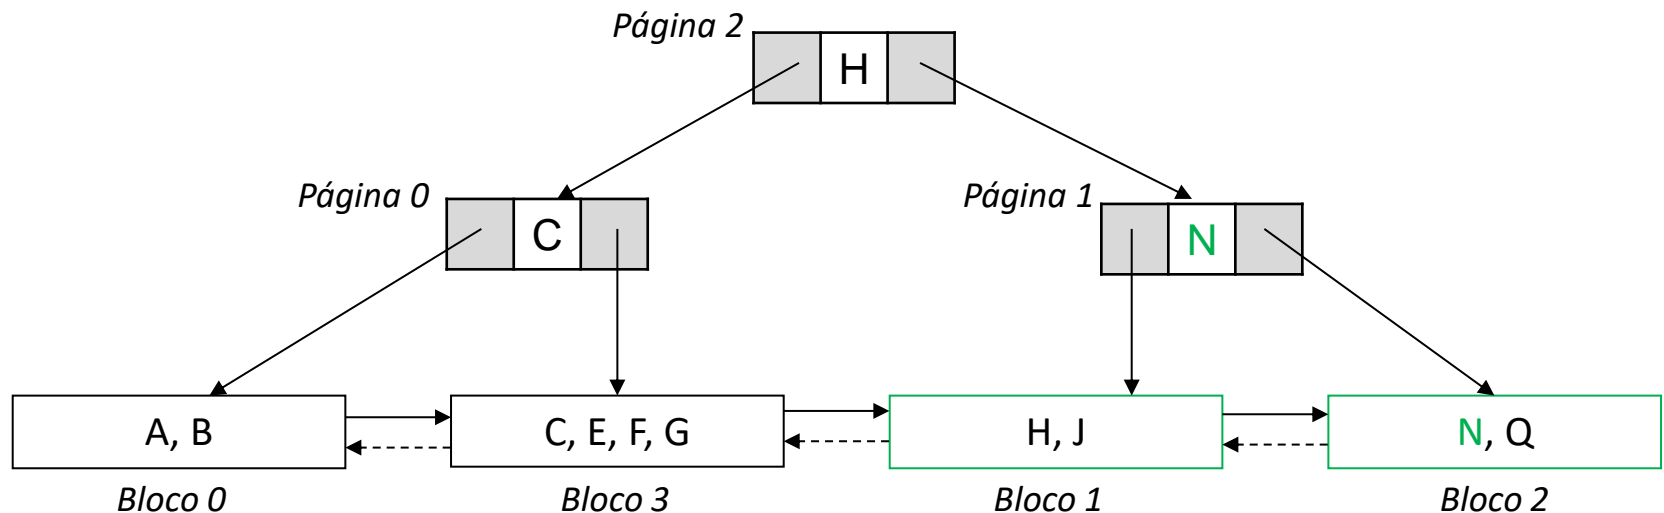 Página 2
H
Página 0
C
Página 1
N
A, B
C, E, F, G
H, J
N, Q
Bloco 0
Bloco 3
Bloco 1
Bloco 2